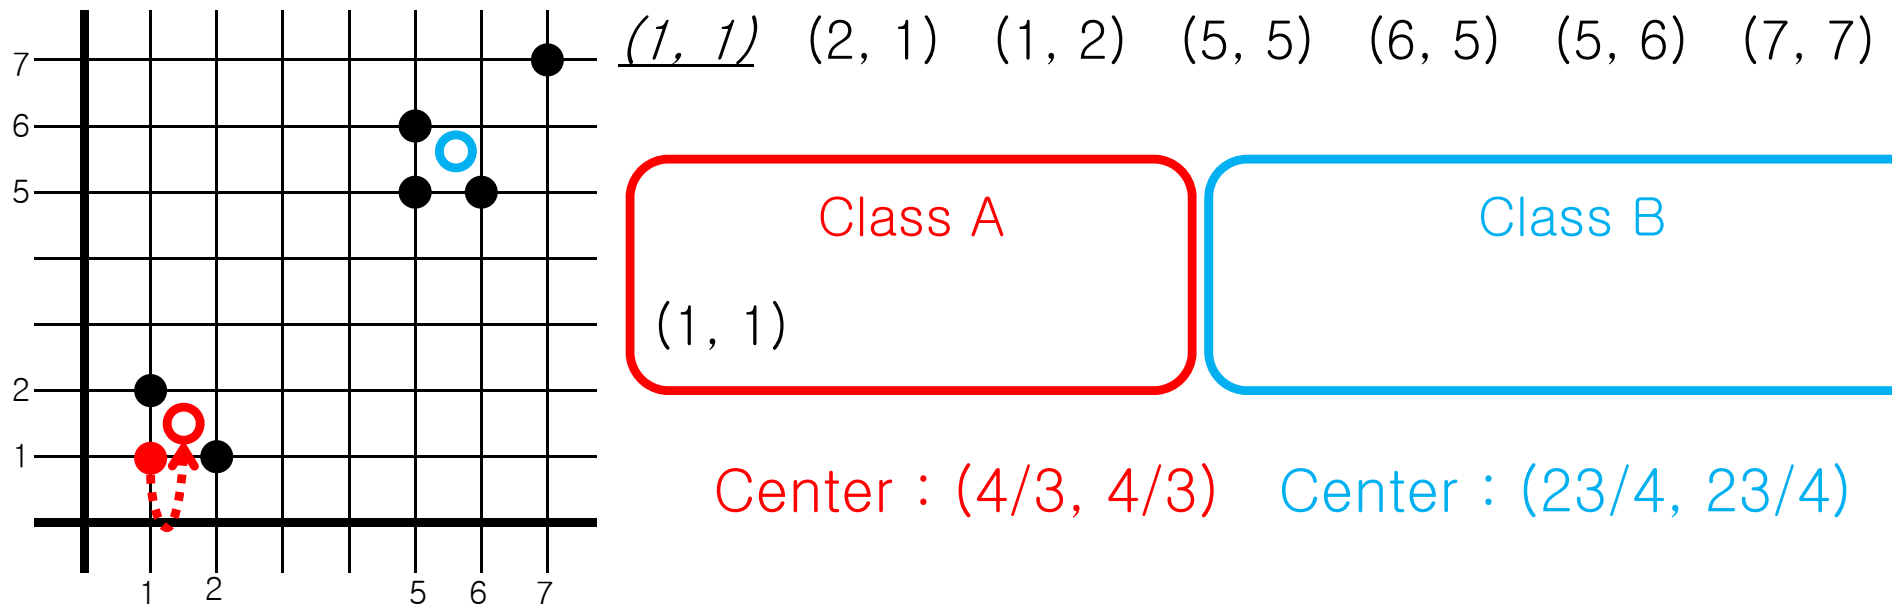 (1, 1) (2, 1) (1, 2) (5, 5) (6, 5) (5, 6) (7, 7)
7
6
5
2
1
1 2 5 6 7
Class A
(1, 1)
Center : (4/3, 4/3)
Class B
Center : (23/4, 23/4)